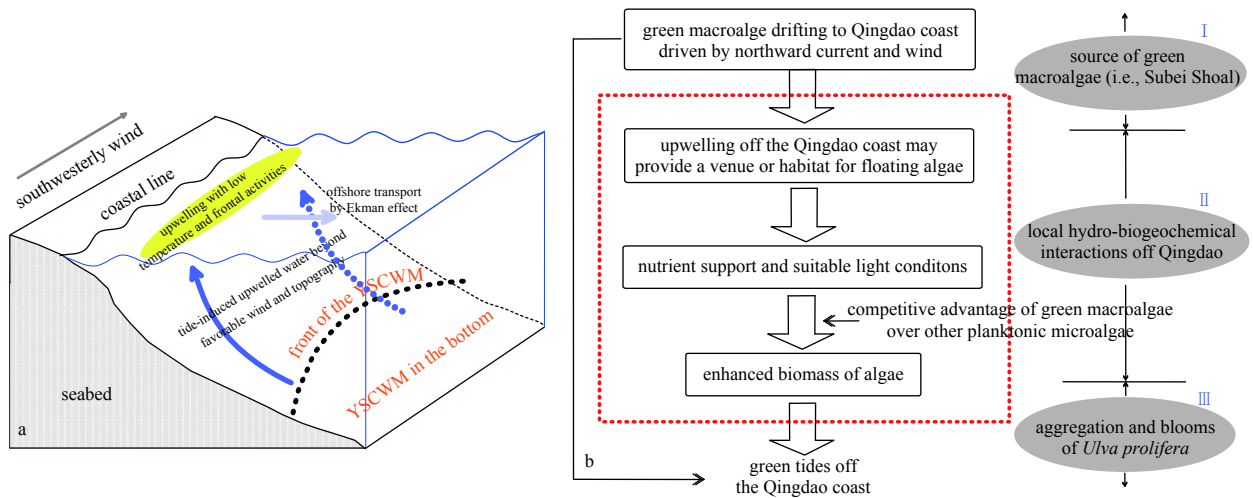 southwesterly wind
coastal line
upwelling with low
temperature and frontal activities
offshore transport
by Ekman effect
tide-induced upwelled water beyond
favorable wind and topography
front of the YSCWM
YSCWM in the bottom
seabed
a
green macroalge drifting to Qingdao coast
driven by northward current and wind
upwelling off the Qingdao coast may
provide a venue or habitat for floating algae
nutrient support and suitable light conditons
competitive advantage of green macroalgae
over other planktonic microalgae
enhanced biomass of algae
b
green tides off
the Qingdao coast
I
source of green
macroalgae (i.e., Subei Shoal)
II
local hydro-biogeochemical
interactions off Qingdao
III
aggregation and blooms
of Ulva prolifera